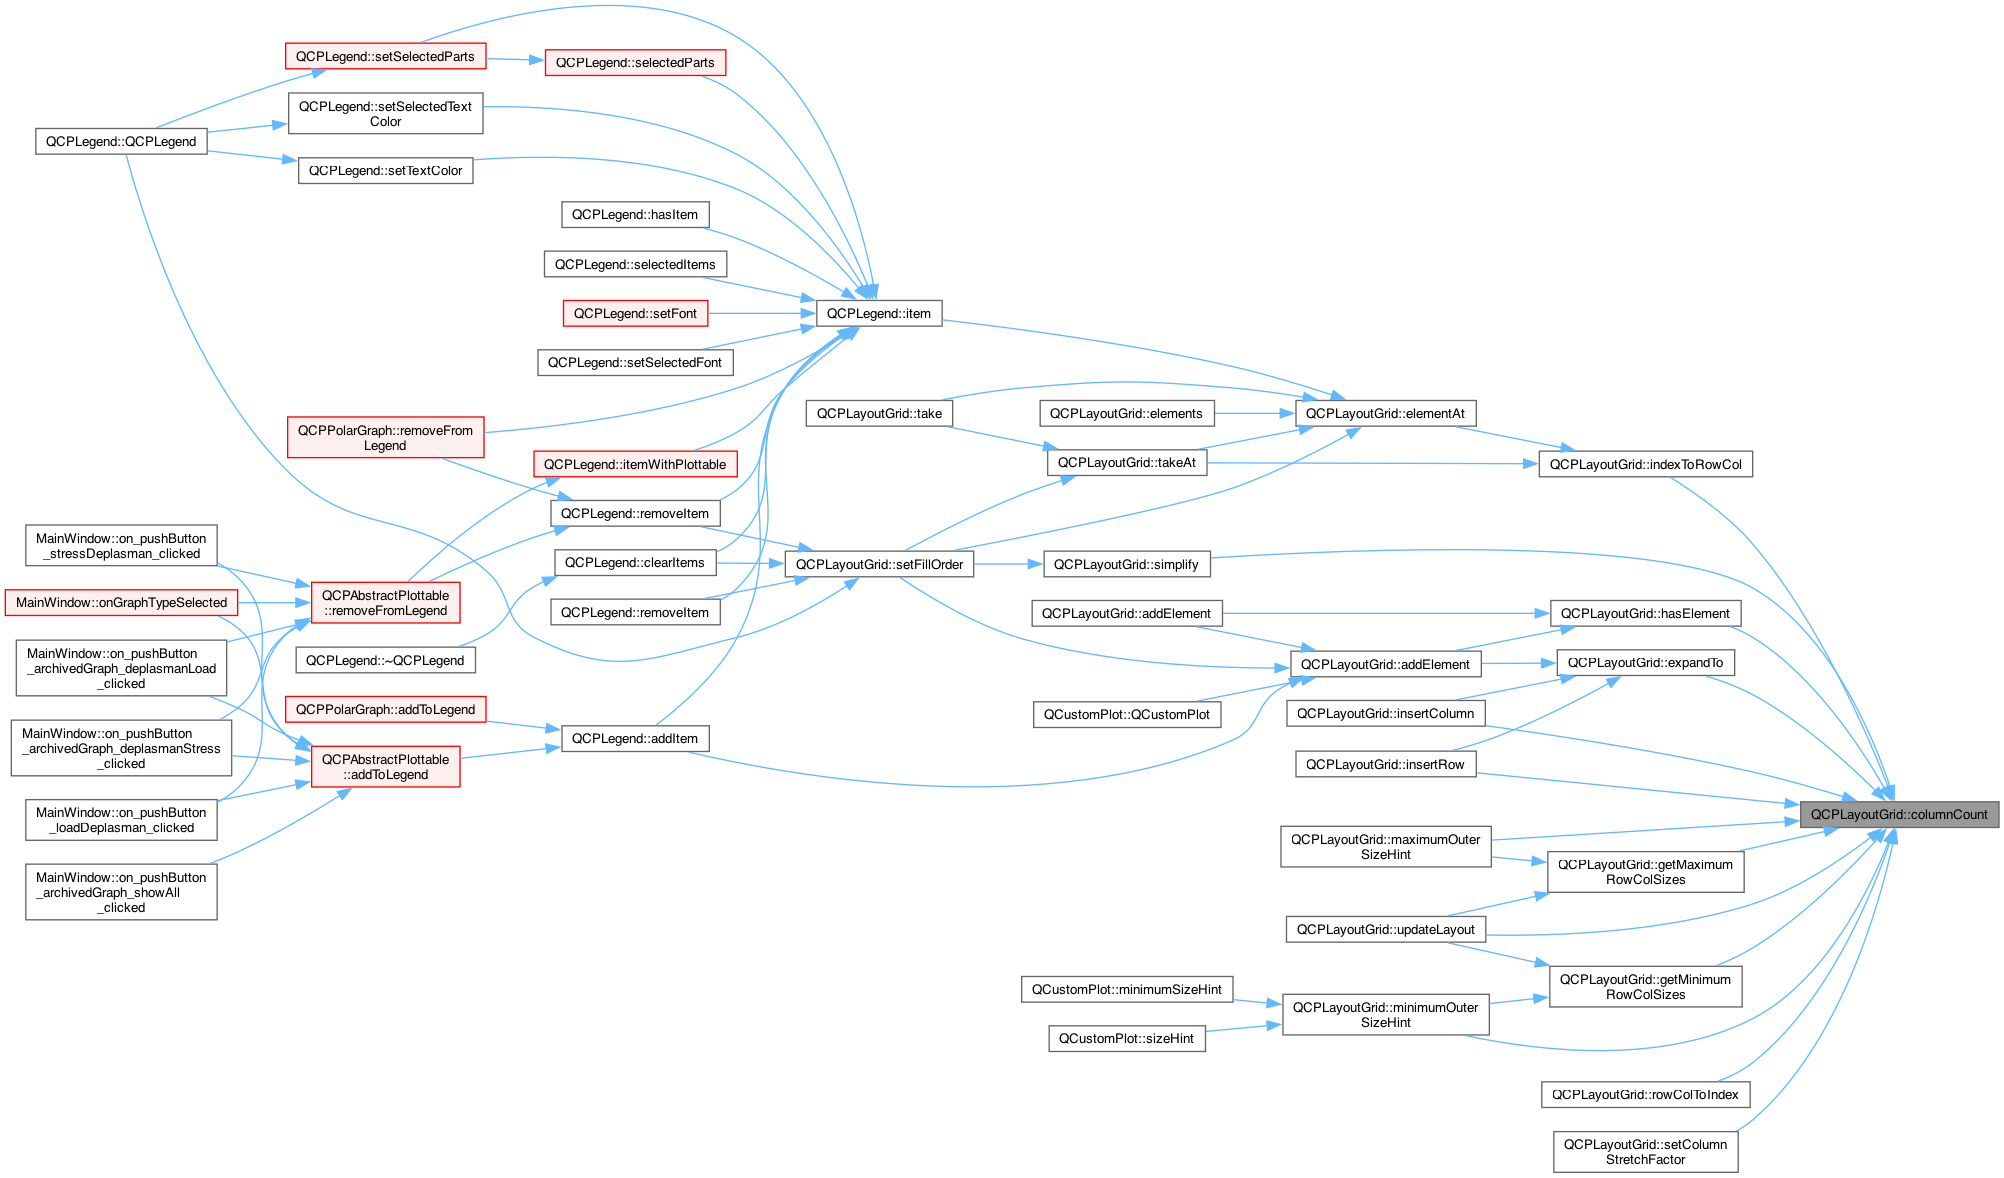 QCPLegend::setSelectedParts
QCPLegend::selectedParts
QCPLegend::setSelectedText
Color
QCPLegend::QCPLegend
QCPLegend::setTextColor
QCPLegend::hasItem
QCPLegend::selectedItems
QCPLegend::setFont
QCPLegend::item
QCPLegend::setSelectedFont
QCPLayoutGrid::take
QCPLayoutGrid::elements
QCPLayoutGrid::elementAt
QCPPolarGraph::removeFrom
Legend
QCPLegend::itemWithPlottable
QCPLayoutGrid::takeAt
QCPLayoutGrid::indexToRowCol
QCPLegend::removeItem
MainWindow::on_pushButton
_stressDeplasman_clicked
QCPLegend::clearItems
QCPLayoutGrid::setFillOrder
QCPLayoutGrid::simplify
MainWindow::onGraphTypeSelected
QCPAbstractPlottable
::removeFromLegend
QCPLegend::removeItem
QCPLayoutGrid::addElement
QCPLayoutGrid::hasElement
MainWindow::on_pushButton
_archivedGraph_deplasmanLoad
_clicked
QCPLegend::~QCPLegend
QCPLayoutGrid::addElement
QCPLayoutGrid::expandTo
QCPPolarGraph::addToLegend
QCustomPlot::QCustomPlot
QCPLayoutGrid::insertColumn
MainWindow::on_pushButton
_archivedGraph_deplasmanStress
_clicked
QCPLegend::addItem
QCPAbstractPlottable
::addToLegend
QCPLayoutGrid::insertRow
MainWindow::on_pushButton
_loadDeplasman_clicked
QCPLayoutGrid::columnCount
QCPLayoutGrid::maximumOuter
SizeHint
QCPLayoutGrid::getMaximum
RowColSizes
MainWindow::on_pushButton
_archivedGraph_showAll
_clicked
QCPLayoutGrid::updateLayout
QCPLayoutGrid::getMinimum
RowColSizes
QCustomPlot::minimumSizeHint
QCPLayoutGrid::minimumOuter
SizeHint
QCustomPlot::sizeHint
QCPLayoutGrid::rowColToIndex
QCPLayoutGrid::setColumn
StretchFactor